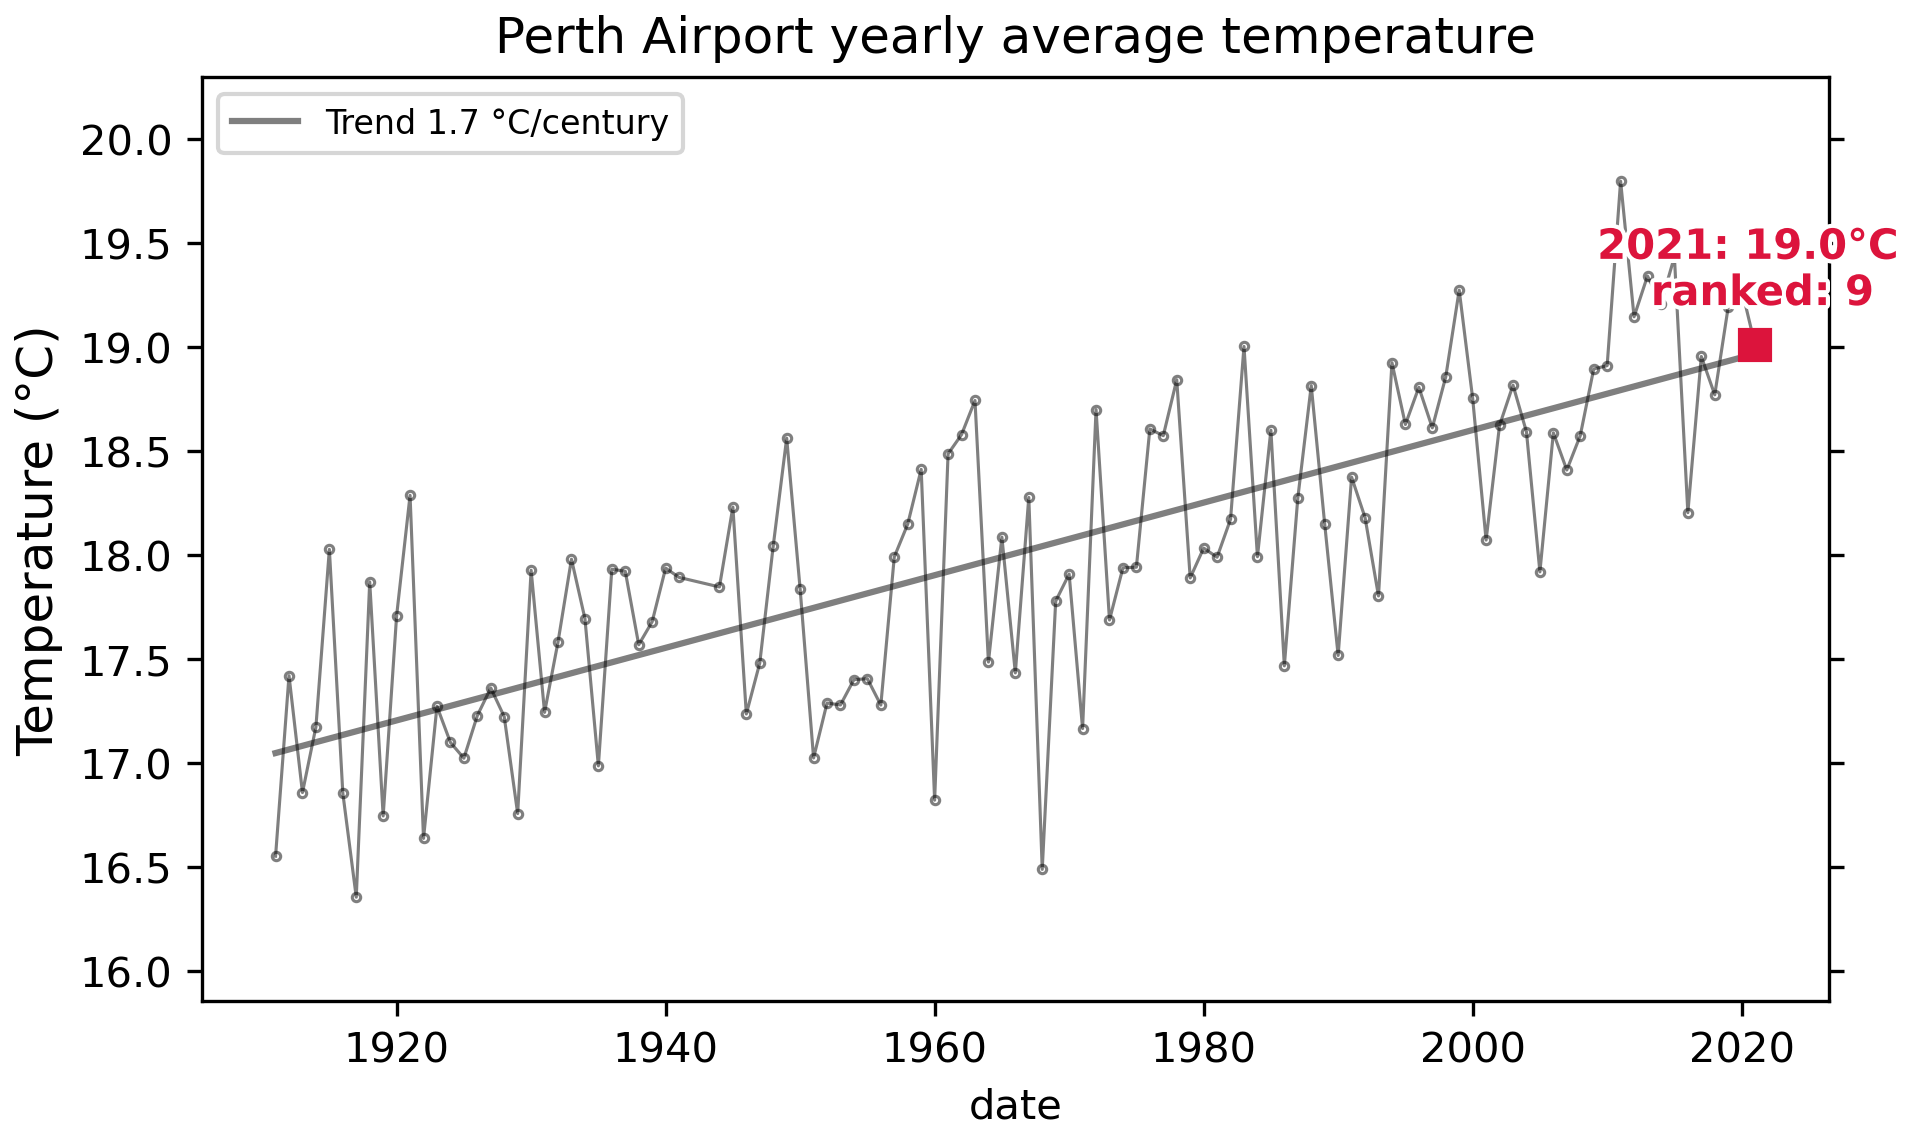 Perth Airport yearly average temperature
Trend 1.7 °C/century
2021: 19.0°C
ranked: 9
Temperature (°C)
20.0
19.5
19.0
18.5
18.0
17.5
17.0
16.5
16.0
1920 1940 1960 1980 2000 2020
date